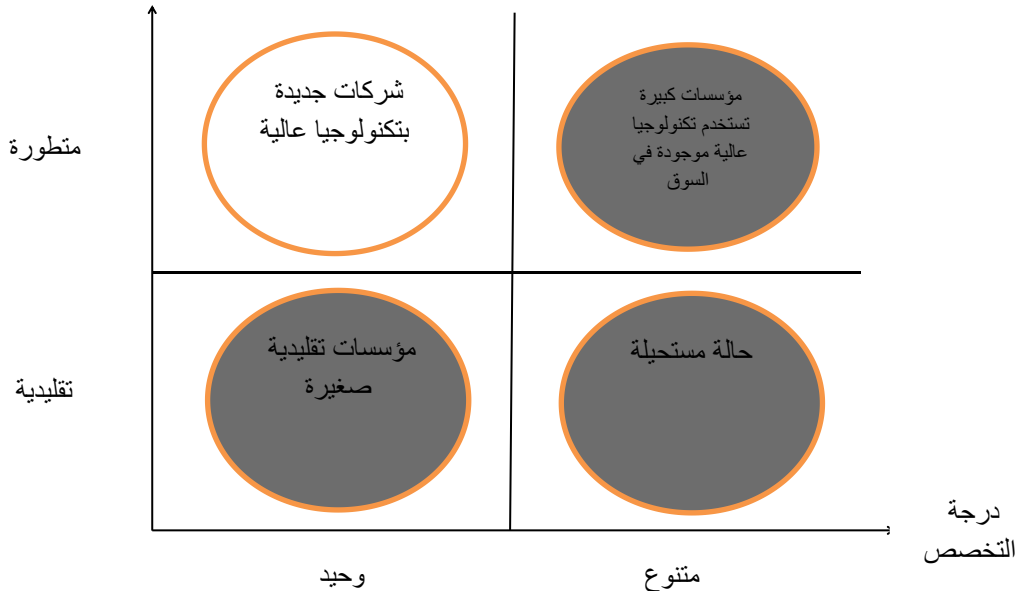 شركات جديدة
بتكنولوجيا عالية
مؤسسات كبيرة
تستخدم تكنولوجيا
عالية موجودة في
السوق
متطورة
مؤسسات تقليدية
صغيرة
حالة مستحيلة
تقليدية
درجة
التخصص
وحيد
متنوع